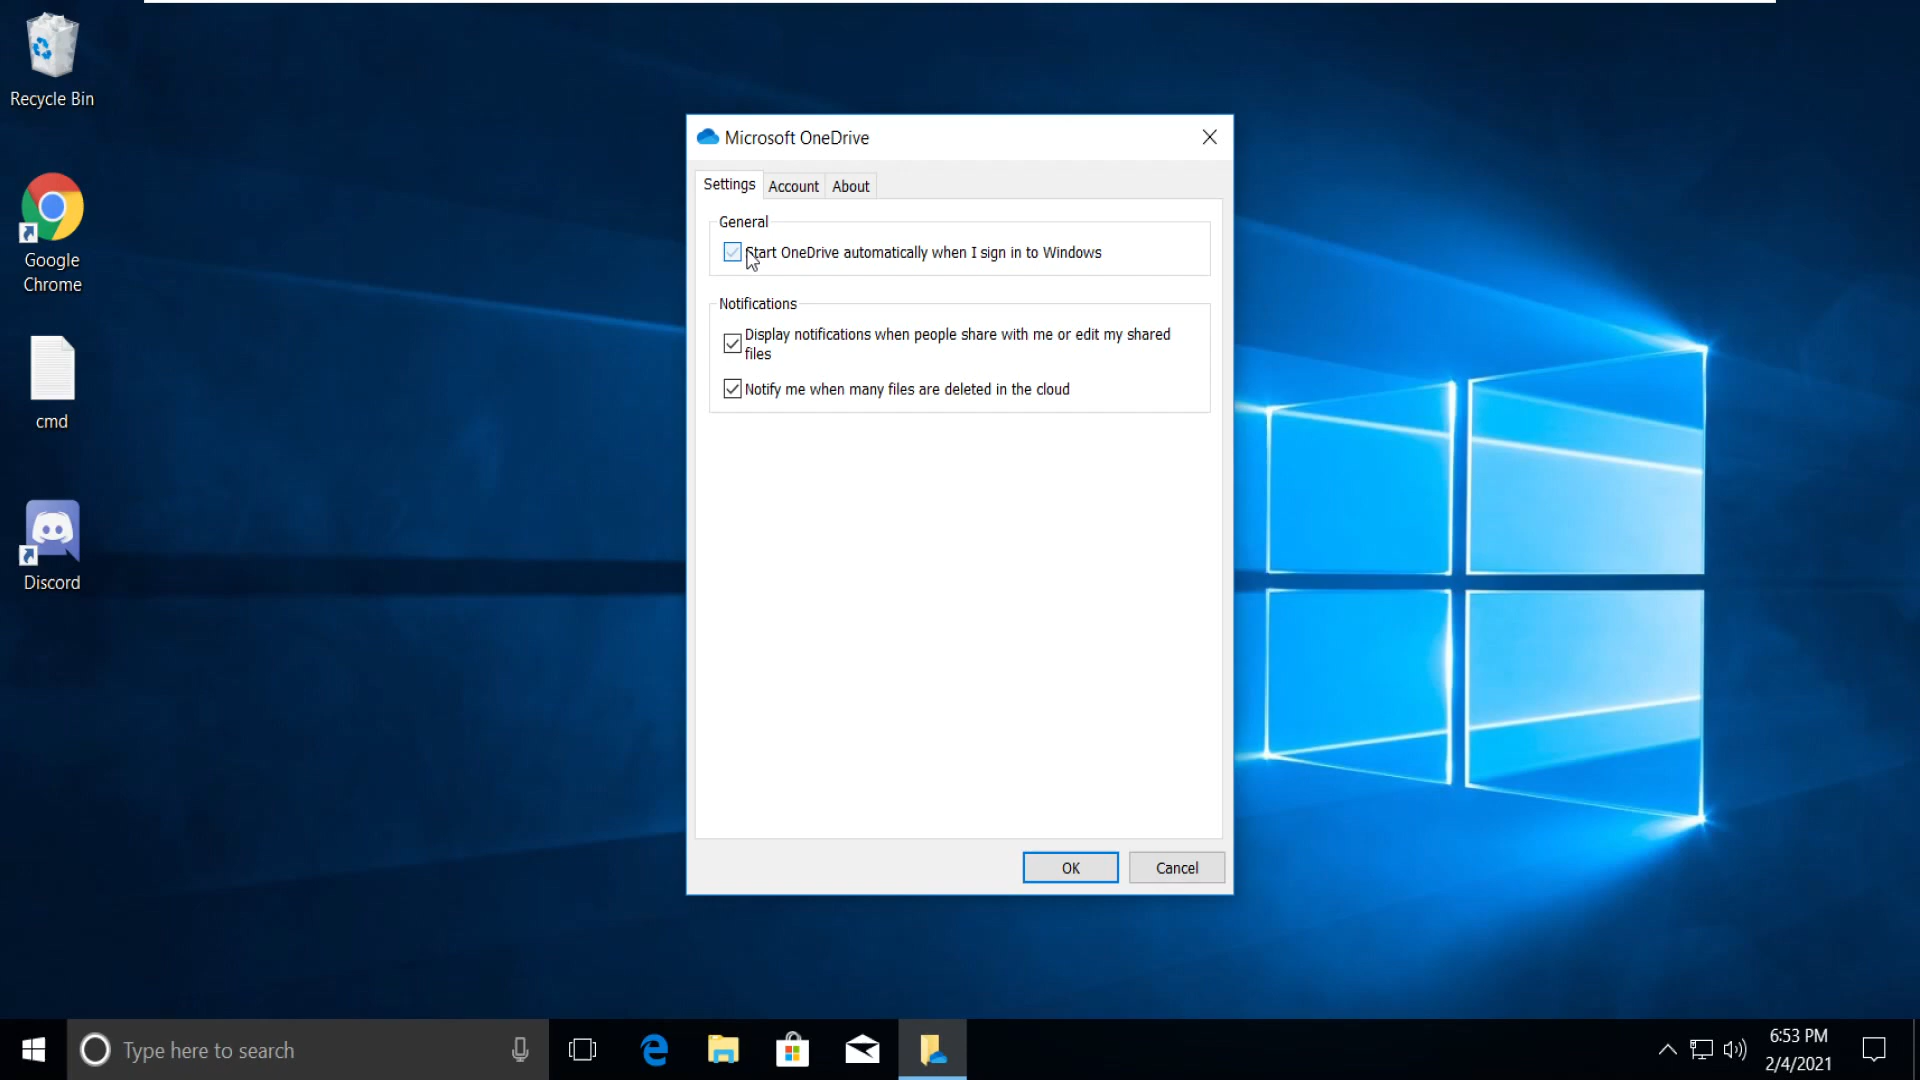 Recycle Bin
Google
Chrome
cmd
Discord
Microsoft OneDrive
Settings
Account
About
General
Start OneDrive automatically when I sign in to Windows
Notifications
Display notifications when people share with me or edit my shared
files
Notify me when many files are deleted in the cloud
OK
Cancel
Type here to search
6:53 PM
2/4/2021